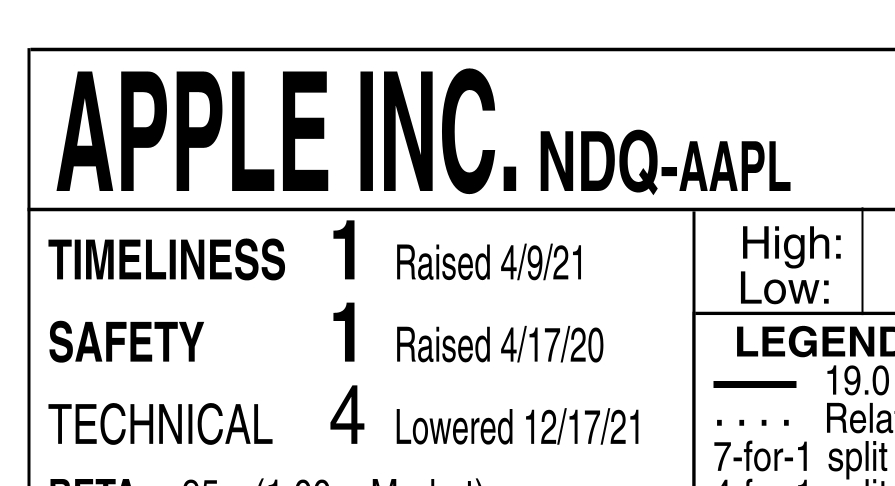 APPLE INC. NDQ-AAPL
TIMELINESS 1 Raised 4/9/21
SAFETY 1 Raised 4/17/20
TECHNICAL 4 Lowered 12/17/21
High:
Low:
LEGEND
19.0
. . . .
7-for-1 split